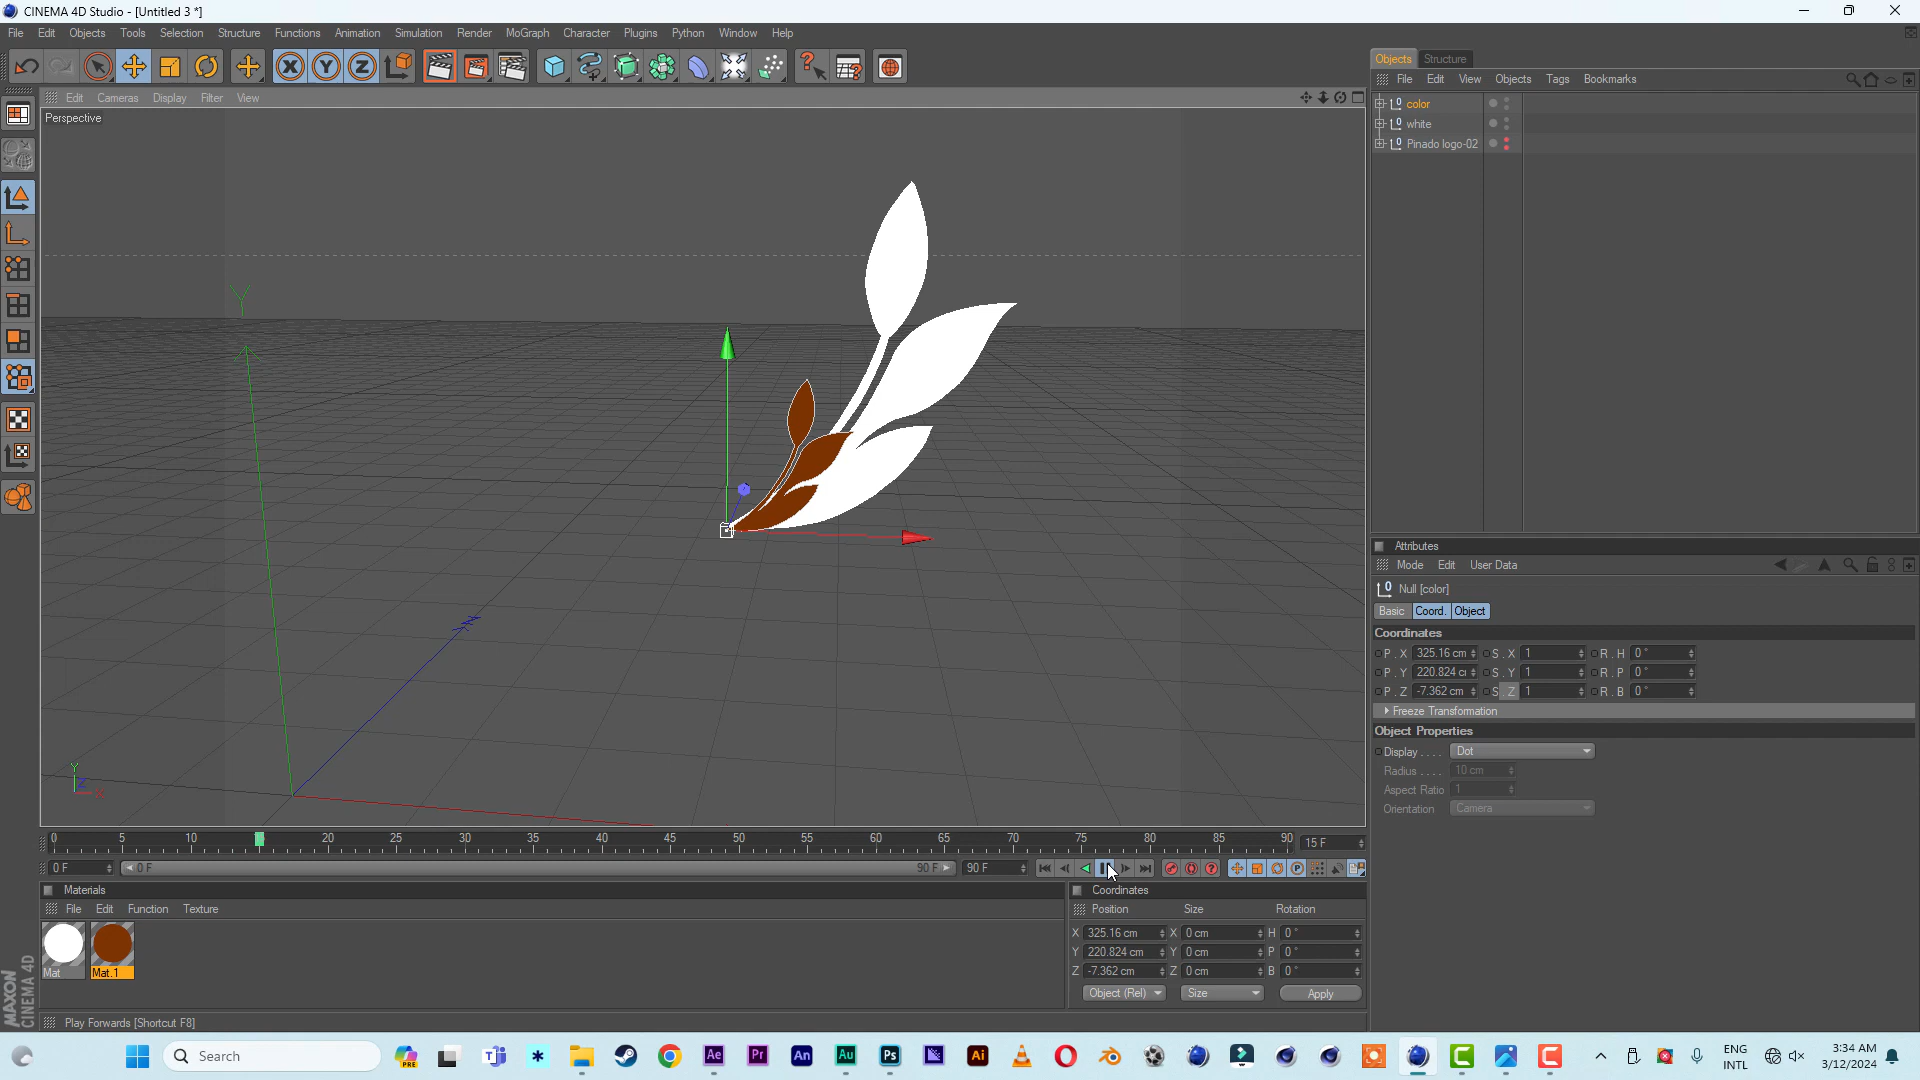 CINEMA 4D Studio - [Untitled 3 *]
File Edit Objects Tools Selection Structure Functions Animation Simulation Render MoGraph Character Plugins Python Window Help
Objects Structure
File Edit View Objects Tags Bookmarks
Edit Cameras Display Filter View
Perspective
color
white
Pinado logo-02
Y
X
Z
Attributes
Mode Edit User Data
Null [color]
Basic Coord. Object
Coordinates
P . X 325.16 cm S . X 1 R . H 0 °
P . Y 220.824 c S . Y 1 R . P 0 °
P . Z -7.362 cm S . Z 1 R . B 0 °
Freeze Transformation
Object Properties
Display . . . . Dot
Radius . . . . 10 cm
Aspect Ratio 1
Orientation Camera
0 5 10 20 25 30 35 40 45 50 55 60 65 70 75 80 85 90 15 F
0 F 0 F 90 F 90 F
Materials
File Edit Function Texture
Mat Mat.1
Coordinates
Position Size Rotation
X 325.16 cm X 0 cm H 0 °
Y 220.824 cm Y 0 cm P 0 °
Z -7.362 cm Z 0 cm B 0 °
Object (Rel) Size Apply
MAXON
CINEMA 4D
Play Forwards [Shortcut F8]
Search
PRE
Ae Pr An Au Ps Ai
ENG
INTL
3:34 AM
3/12/2024